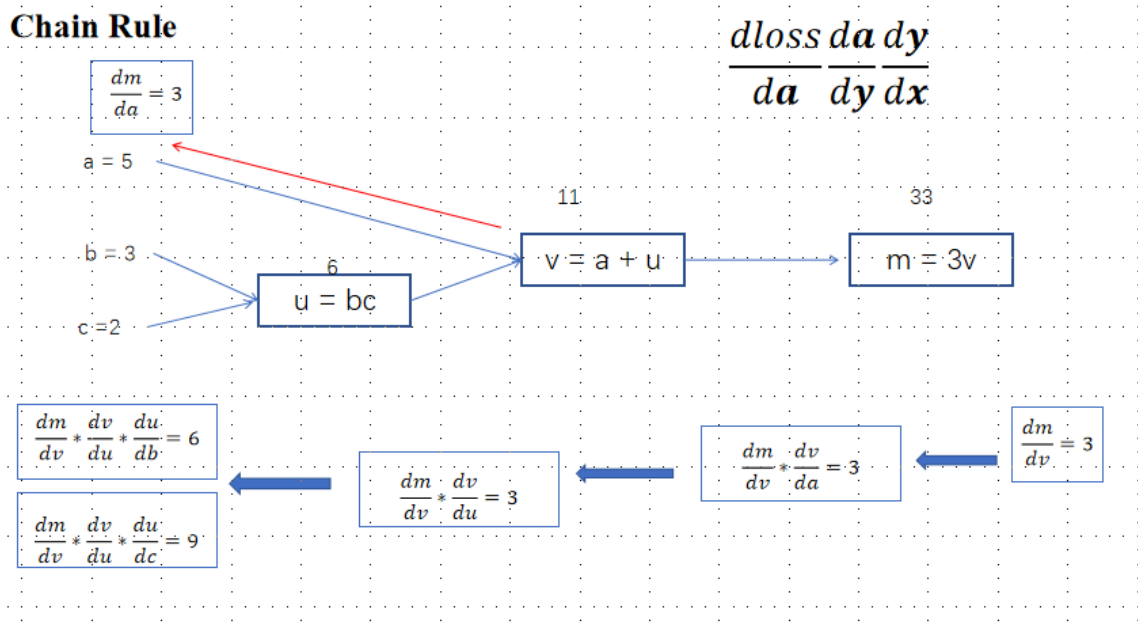 Chain Rule
dloss/da da/dy dy/dx
dm/da = 3
a = 5
11
33
b = 3
6
v = a + u
m = 3v
u = bc
c =2
dm/dv * dv/du * du/db = 6
dm/dv * dv/du = 3
dm/dv * dv/da = 3
dm/dv = 3
dm/dv * dv/du * du/dc = 9